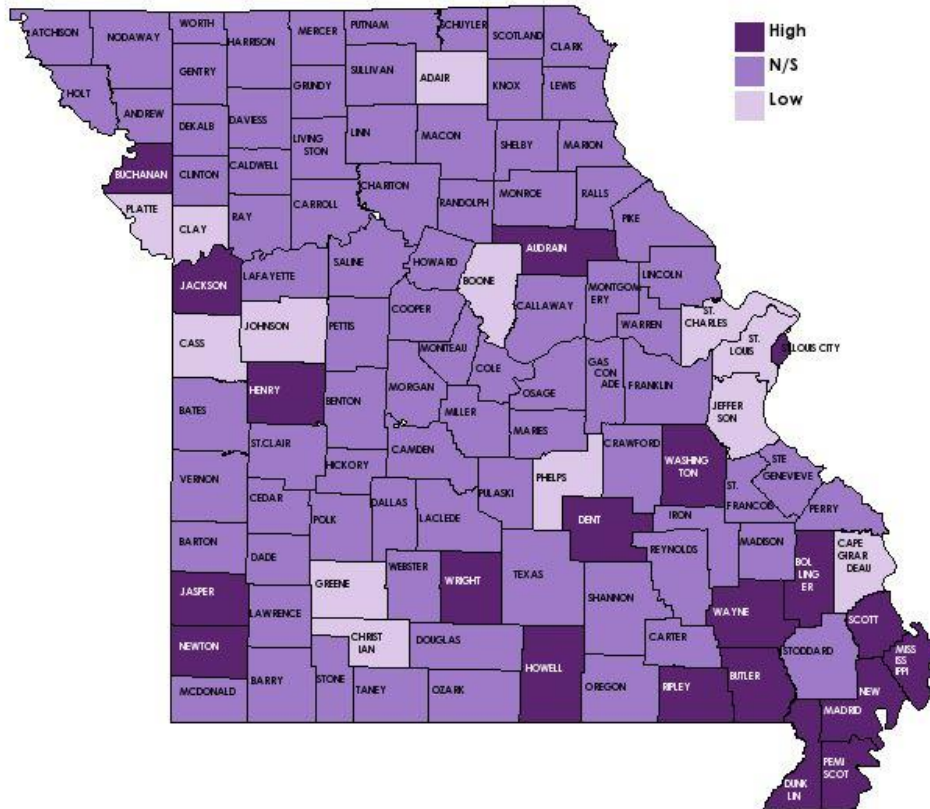 High
N/S
Low
ATCHISON
NODAWAY
WORTH
HARRISON
MERCER
PUTNAM
SCHUYLER
SCOTLAND
CLARK
GENTRY
SULLIVAN
ADAIR
HOLT
GRUNDY
KNOX
LEWIS
ANDREW
DEKALB
DAVIESS
LIVING
STON
LINN
MACON
SHELBY
MARION
BUCHANAN
CLINTON
CALDWELL
CHARITON
RANDOLPH
MONROE
RALLS
PLATTE
CLAY
RAY
CARROLL
PIKE
AUDRAIN
JACKSON
LAFAYETTE
SALINE
HOWARD
BOONE
CALLAWAY
MONTGOM
ERY
LINCOLN
COOPER
WARREN
ST.
CHARLES
CASS
JOHNSON
PETTIS
MONITEAU
COLE
OSAGE
GAS
CON
ADE
FRANKLIN
ST.
LOUIS
ST.LOUIS CITY
HENRY
BENTON
MORGAN
MILLER
MARIES
JEFFER
SON
BATES
ST.CLAIR
CAMDEN
CRAWFORD
WASHING
TON
STE
GENEVIEVE
VERNON
HICKORY
PULASKI
PHELPS
ST.
FRANCOIS
PERRY
CEDAR
POLK
DALLAS
LACLEDE
DENT
IRON
BARTON
DADE
REYNOLDS
MADISON
BOL
LING
ER
CAPE
GIRAR
DEAU
JASPER
GREENE
WEBSTER
WRIGHT
TEXAS
SHANNON
WAYNE
SCOTT
LAWRENCE
CHRIST
IAN
DOUGLAS
CARTER
STODDARD
MISS
ISS
IPPI
NEWTON
HOWELL
MCDONALD
BARRY
STONE
TANEY
OZARK
OREGON
RIPLEY
BUTLER
NEW
MADRID
DUNK
LIN
PEMI
SCOT